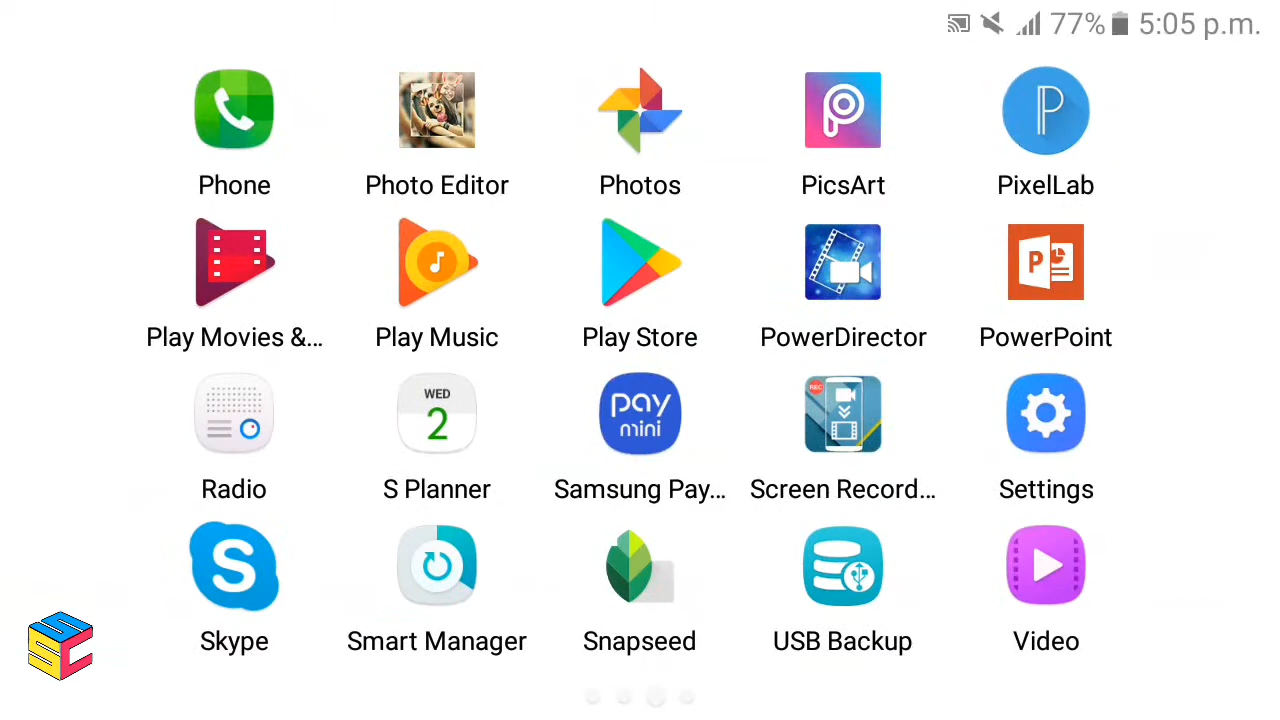 77% 5:05 p.m.
Phone Photo Editor Photos PicsArt PixelLab
Play Movies &... Play Music Play Store PowerDirector PowerPoint
P
REC
WED
2
pay
mini
Radio S Planner Samsung Pay... Screen Record... Settings
S
Skype Smart Manager Snapseed USB Backup Video
SSC